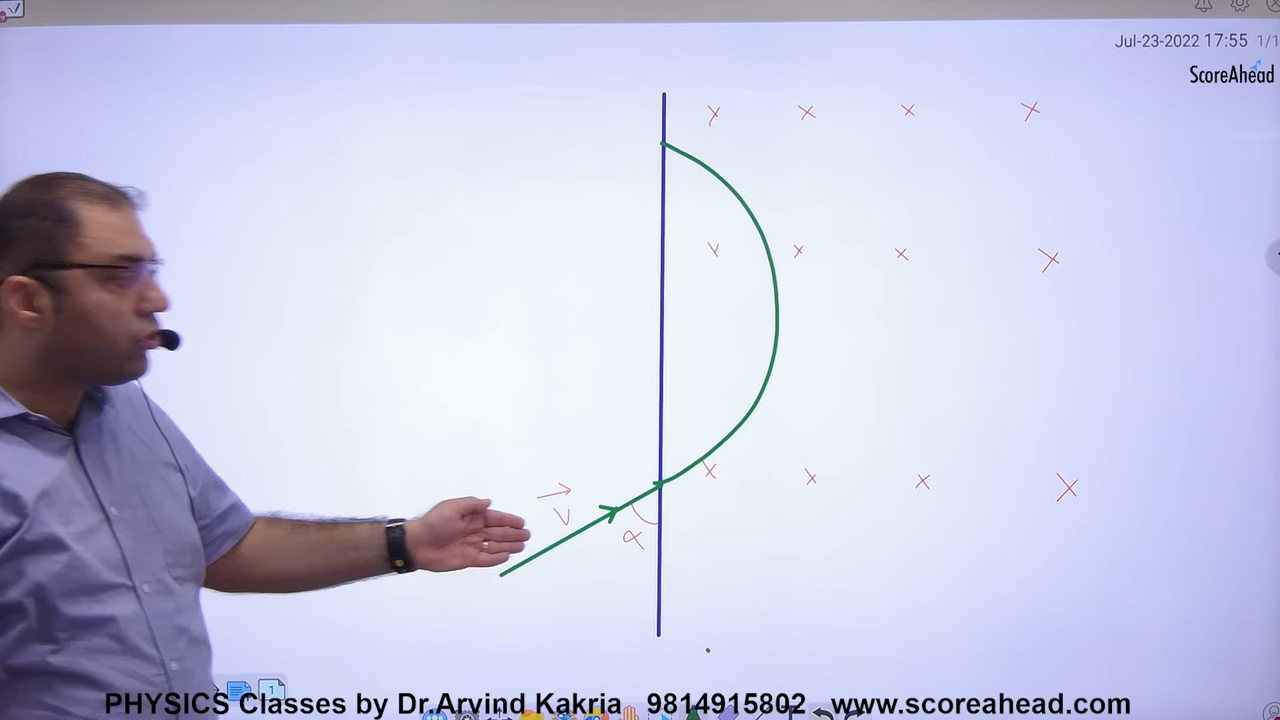 Jul-23-2022 17:55 1/1
ScoreAhead
x x x x
x x x x
x x x x
v
α
PHYSICS Classes by Dr.Arvind Kakria 9814915802 www.scoreahead.com